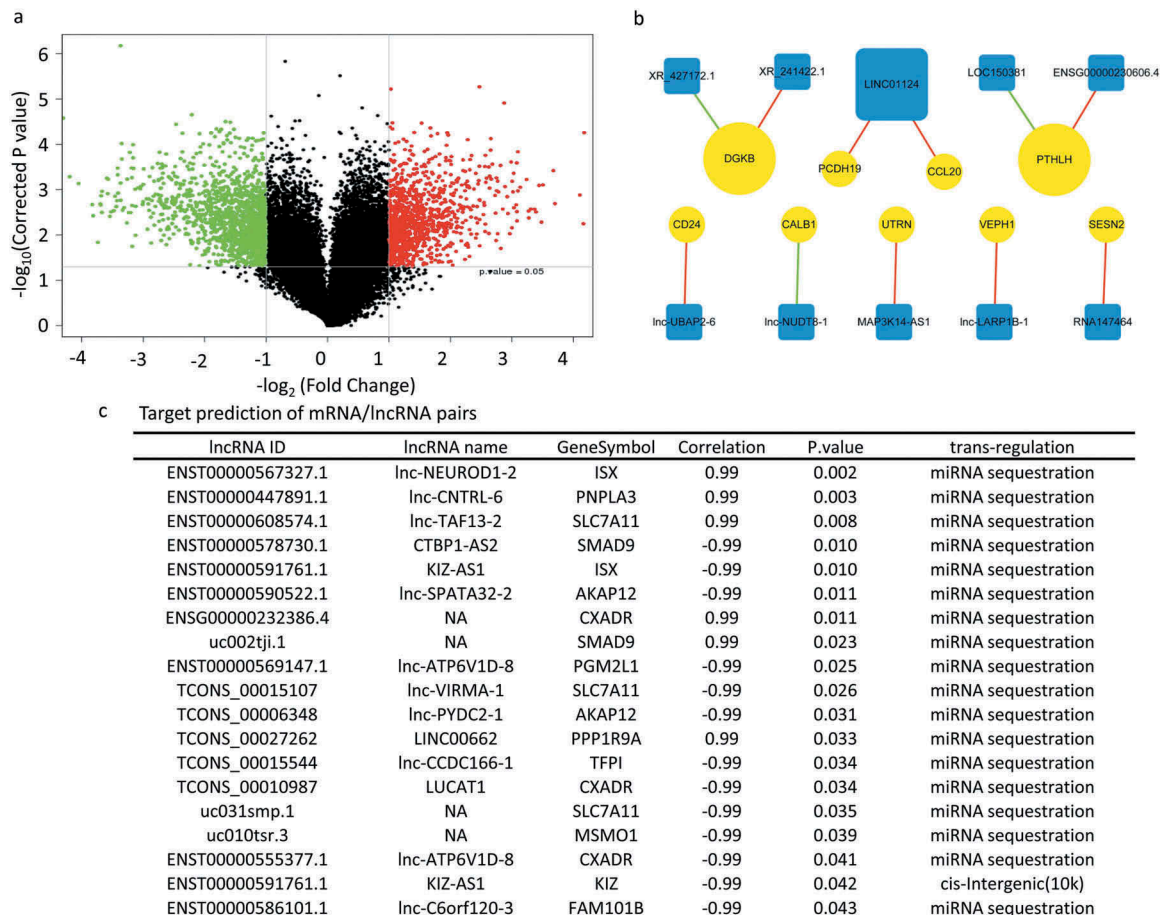 a
-log10(Corrected P value)
6
5
4
3
2
1
0
p.value = 0.05
-4 -2 -1 0 1 2 3 4
-log2 (Fold Change)
b
XR_427172.1 XR_241422.1 LINC01124 LOC150381 ENSG00000230606.4
DGKB PCDH19 CCL20 PTHLH
CD24 CALB1 UTRN VEPH1 SESN2
lnc-UBAP2-6 lnc-NUDT8-1 MAP3K14-AS1 lnc-LARP1B-1 RNA147464
c Target prediction of mRNA/lncRNA pairs
lncRNA ID lncRNA name GeneSymbol Correlation P.value trans-regulation
ENST00000567327.1 lnc-NEUROD1-2 ISX 0.99 0.002 miRNA sequestration
ENST00000447891.1 lnc-CNTRL-6 PNPLA3 0.99 0.003 miRNA sequestration
ENST00000608574.1 lnc-TAF13-2 SLC7A11 0.99 0.008 miRNA sequestration
ENST00000578730.1 CTBP1-AS2 SMAD9 -0.99 0.010 miRNA sequestration
ENST00000591761.1 KIZ-AS1 ISX -0.99 0.010 miRNA sequestration
ENST00000590522.1 lnc-SPATA32-2 AKAP12 -0.99 0.011 miRNA sequestration
ENSG00000232386.4 NA CXADR 0.99 0.011 miRNA sequestration
uc002tji.1 NA SMAD9 0.99 0.023 miRNA sequestration
ENST00000569147.1 lnc-ATP6V1D-8 PGM2L1 -0.99 0.025 miRNA sequestration
TCONS_00015107 lnc-VIRMA-1 SLC7A11 -0.99 0.026 miRNA sequestration
TCONS_00006348 lnc-PYDC2-1 AKAP12 -0.99 0.031 miRNA sequestration
TCONS_00027262 LINC00662 PPP1R9A 0.99 0.033 miRNA sequestration
TCONS_00015544 lnc-CCDC166-1 TFPI -0.99 0.034 miRNA sequestration
TCONS_00010987 LUCAT1 CXADR -0.99 0.034 miRNA sequestration
uc031smp.1 NA SLC7A11 -0.99 0.035 miRNA sequestration
uc010tsr.3 NA MSMO1 -0.99 0.039 miRNA sequestration
ENST00000555377.1 lnc-ATP6V1D-8 CXADR -0.99 0.041 miRNA sequestration
ENST00000591761.1 KIZ-AS1 KIZ -0.99 0.042 cis-Intergenic(10k)
ENST00000586101.1 lnc-C6orf120-3 FAM101B -0.99 0.043 miRNA sequestration